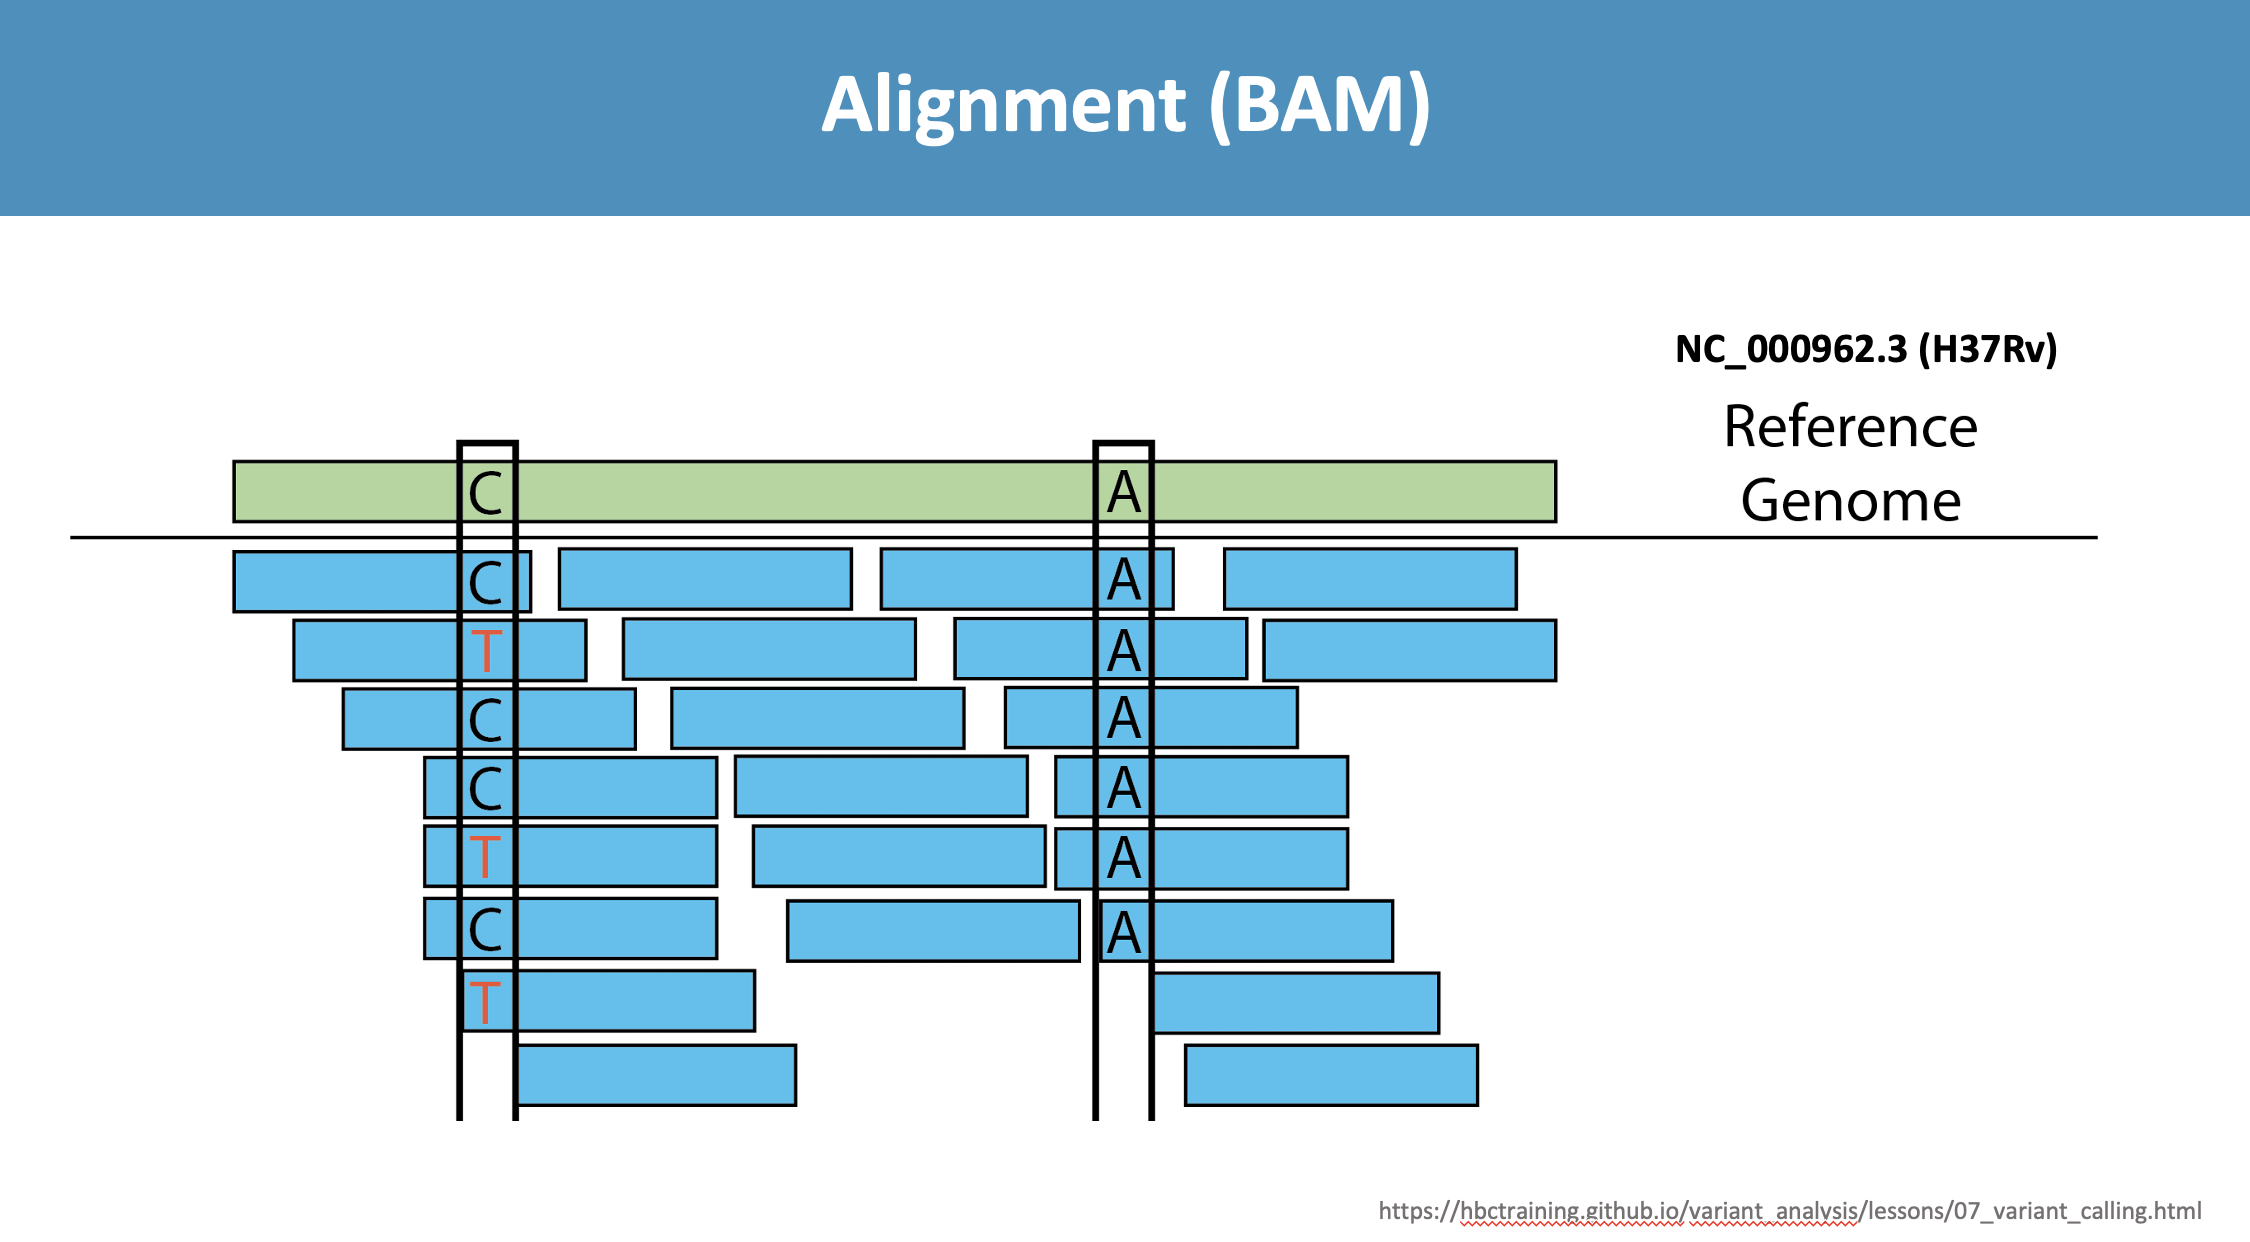 Alignment (BAM)
NC_000962.3 (H37Rv)
Reference
Genome
C A
C A
T A
C A
C A
T A
C A
T
https://hbctraining.github.io/variant_analysis/lessons/07_variant_calling.html